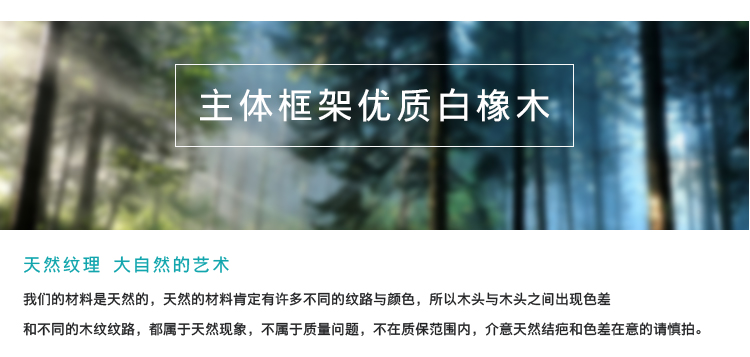 主体框架优质白橡木
天然纹理 大自然的艺术
我们的材料是天然的，天然的材料肯定有许多不同的纹路与颜色，所以木头与木头之间出现色差
和不同的木纹纹路，都属于天然现象，不属于质量问题，不在质保范围内，介意天然结疤和色差在意的请慎拍。